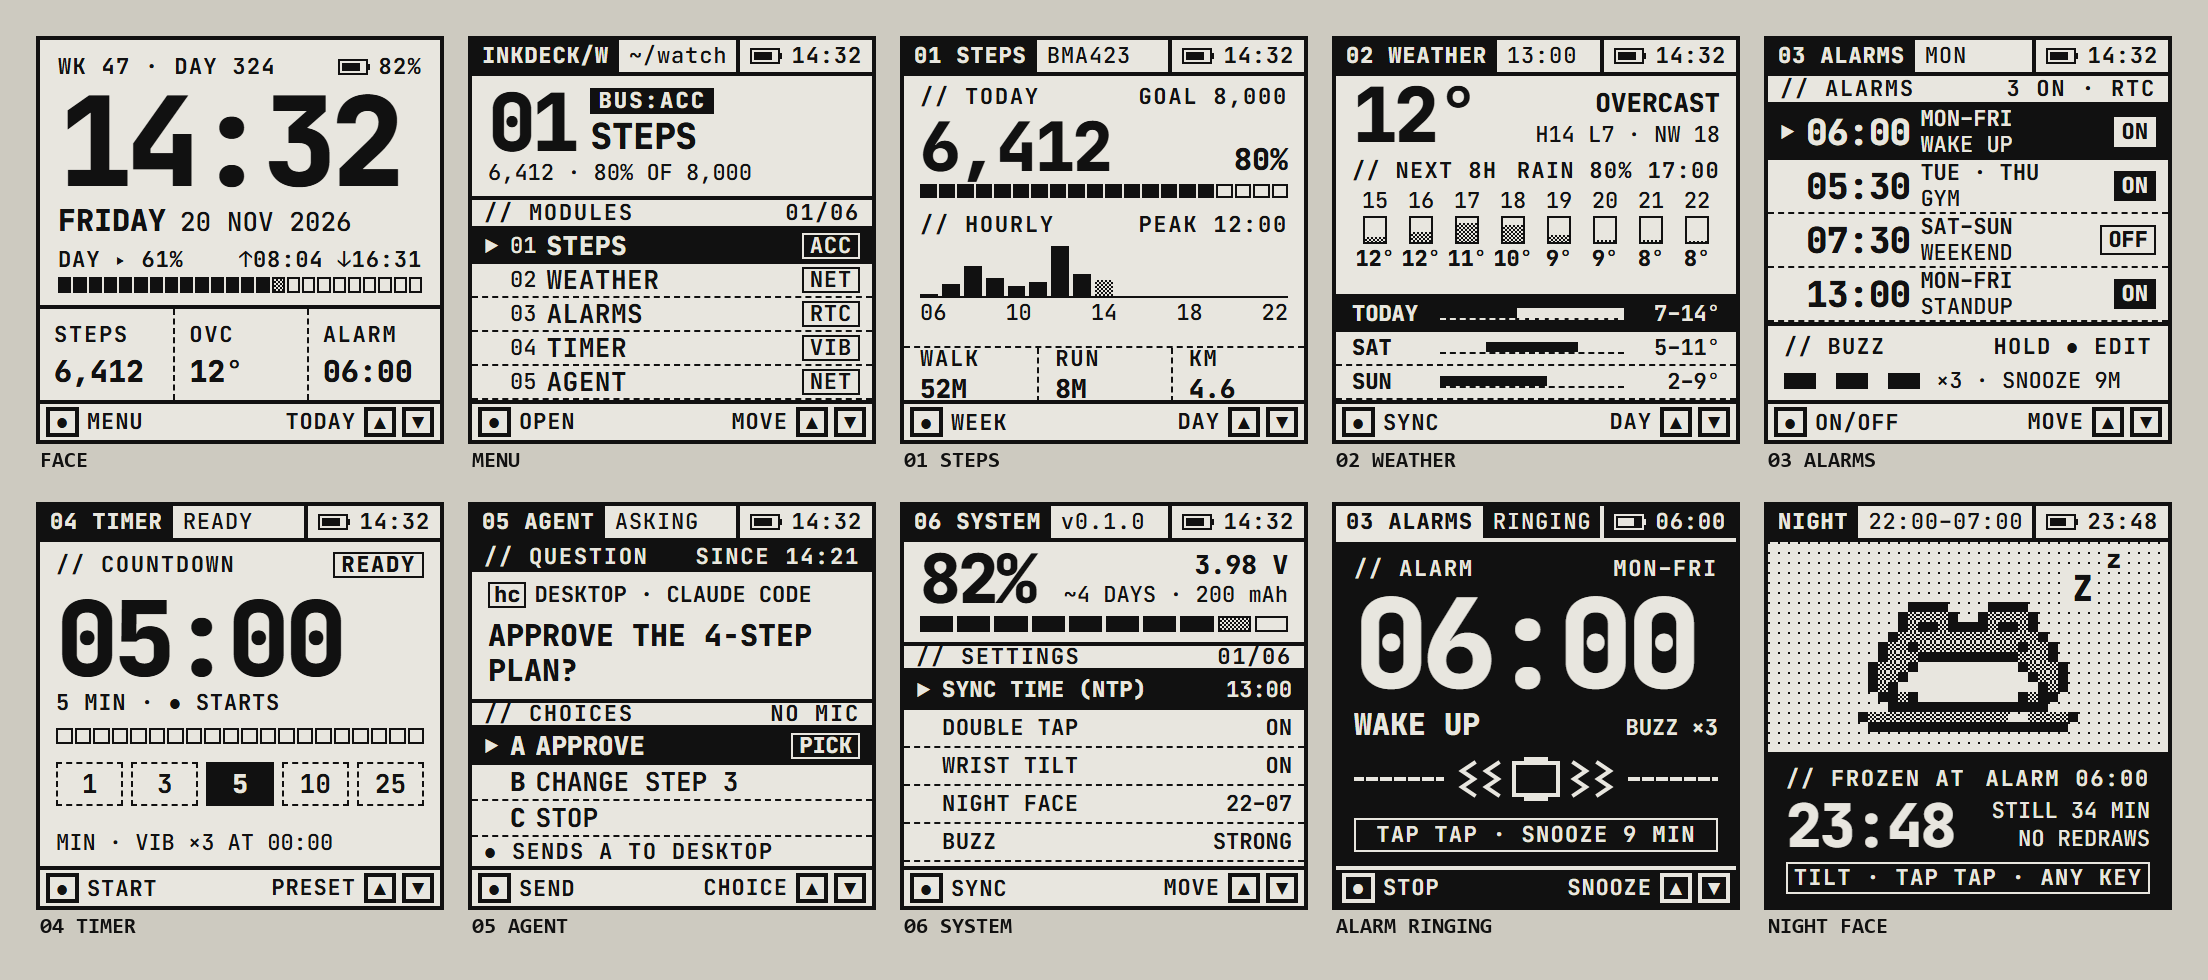 WK 47 · DAY 324 82%
14:32
FRIDAY 20 NOV 2026
DAY ▸ 61% ↑08:04 ↓16:31
STEPS OVC ALARM
6,412 12° 06:00
● MENU TODAY ▲ ▼
FACE
INKDECK/W ~/watch 14:32
01 BUS:ACC
STEPS
6,412 · 80% OF 8,000
// MODULES 01/06
▶ 01 STEPS ACC
02 WEATHER NET
03 ALARMS RTC
04 TIMER VIB
05 AGENT NET
● OPEN MOVE ▲ ▼
MENU
01 STEPS BMA423 14:32
// TODAY GOAL 8,000
6,412 80%
// HOURLY PEAK 12:00
06 10 14 18 22
WALK RUN KM
52M 8M 4.6
● WEEK DAY ▲ ▼
01 STEPS
02 WEATHER 13:00 14:32
12° OVERCAST
H14 L7 · NW 18
// NEXT 8H RAIN 80% 17:00
15 16 17 18 19 20 21 22
12° 12° 11° 10° 9° 9° 8° 8°
TODAY 7–14°
SAT 5–11°
SUN 2–9°
● SYNC DAY ▲ ▼
02 WEATHER
03 ALARMS MON 14:32
// ALARMS 3 ON · RTC
▶ 06:00 MON–FRI WAKE UP ON
05:30 TUE · THU GYM ON
07:30 SAT–SUN WEEKEND OFF
13:00 MON–FRI STANDUP ON
// BUZZ HOLD ● EDIT
×3 · SNOOZE 9M
● ON/OFF MOVE ▲ ▼
03 ALARMS
04 TIMER READY 14:32
// COUNTDOWN READY
05:00
5 MIN · ● STARTS
1 3 5 10 25
MIN · VIB ×3 AT 00:00
● START PRESET ▲ ▼
04 TIMER
05 AGENT ASKING 14:32
// QUESTION SINCE 14:21
hc DESKTOP · CLAUDE CODE
APPROVE THE 4-STEP
PLAN?
// CHOICES NO MIC
▶ A APPROVE PICK
B CHANGE STEP 3
C STOP
● SENDS A TO DESKTOP
● SEND CHOICE ▲ ▼
05 AGENT
06 SYSTEM v0.1.0 14:32
82% 3.98 V
~4 DAYS · 200 mAh
// SETTINGS 01/06
▶ SYNC TIME (NTP) 13:00
DOUBLE TAP ON
WRIST TILT ON
NIGHT FACE 22–07
BUZZ STRONG
● SYNC MOVE ▲ ▼
06 SYSTEM
03 ALARMS RINGING 06:00
// ALARM MON–FRI
06:00
WAKE UP BUZZ ×3
TAP TAP · SNOOZE 9 MIN
● STOP SNOOZE ▲ ▼
ALARM RINGING
NIGHT 22:00–07:00 23:48
z
Z
// FROZEN AT ALARM 06:00
23:48 STILL 34 MIN
NO REDRAWS
TILT · TAP TAP · ANY KEY
NIGHT FACE